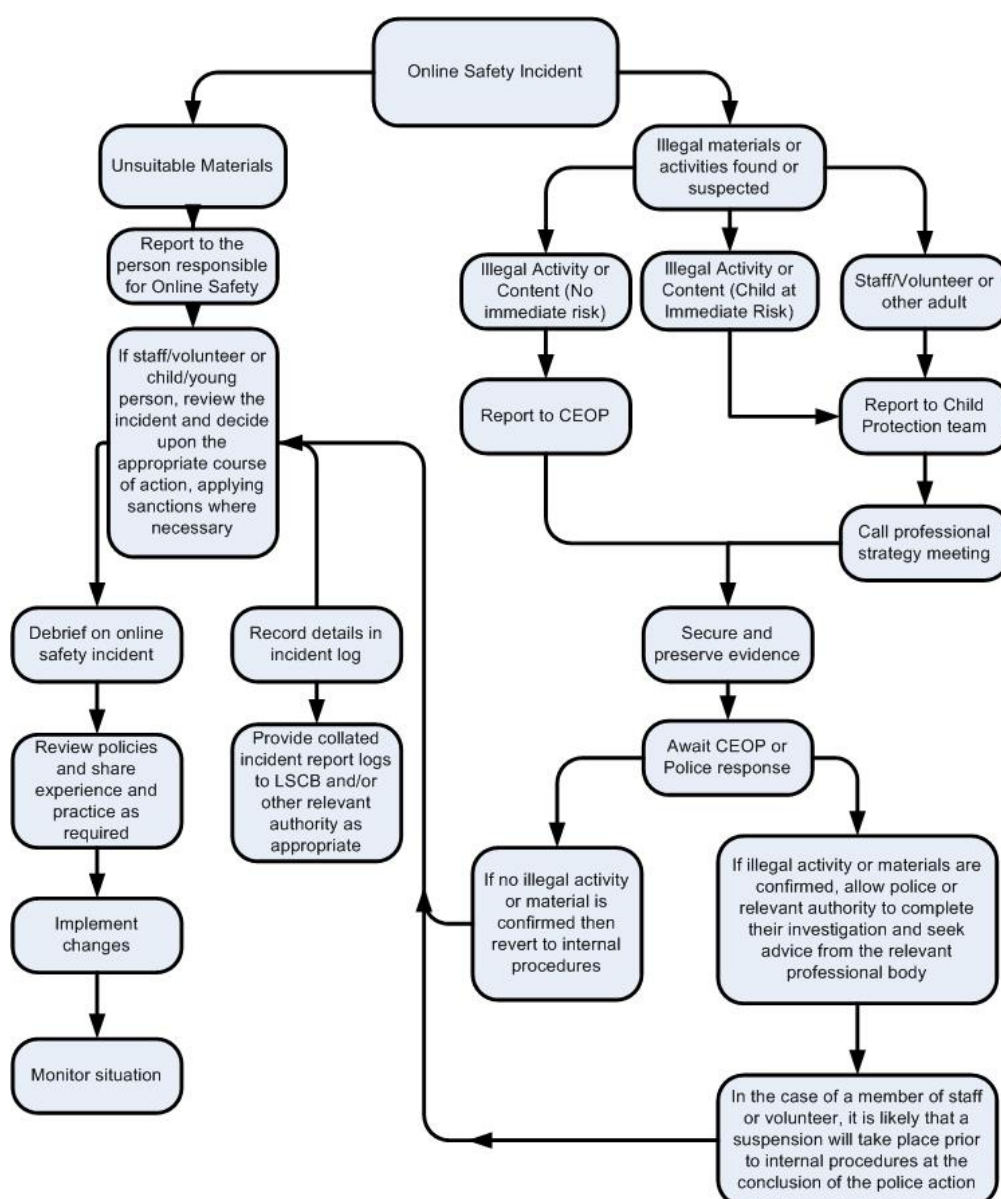 Online Safety Incident
Unsuitable Materials
Report to the
person responsible
for Online Safety
If staff/volunteer or
child/young
person, review the
incident and decide
upon the
appropriate course
of action, applying
sanctions where
necessary
Debrief on online
safety incident
Review policies
and share
experience and
practice as
required
Implement
changes
Monitor situation
Record details in
incident log
Provide collated
incident report logs
to LSCB and/or
other relevant
authority as
appropriate
Illegal materials or
activities found or
suspected
Illegal Activity or
Content (No
immediate risk)
Illegal Activity or
Content (Child at
Immediate Risk)
Staff/Volunteer or
other adult
Report to CEOP
Report to Child
Protection team
Call professional
strategy meeting
Secure and
preserve evidence
Await CEOP or
Police response
If no illegal activity
or material is
confirmed then
revert to internal
procedures
If illegal activity or materials are
confirmed, allow police or
relevant authority to complete
their investigation and seek
advice from the relevant
professional body
In the case of a member of staff
or volunteer, it is likely that a
suspension will take place prior
to internal procedures at the
conclusion of the police action